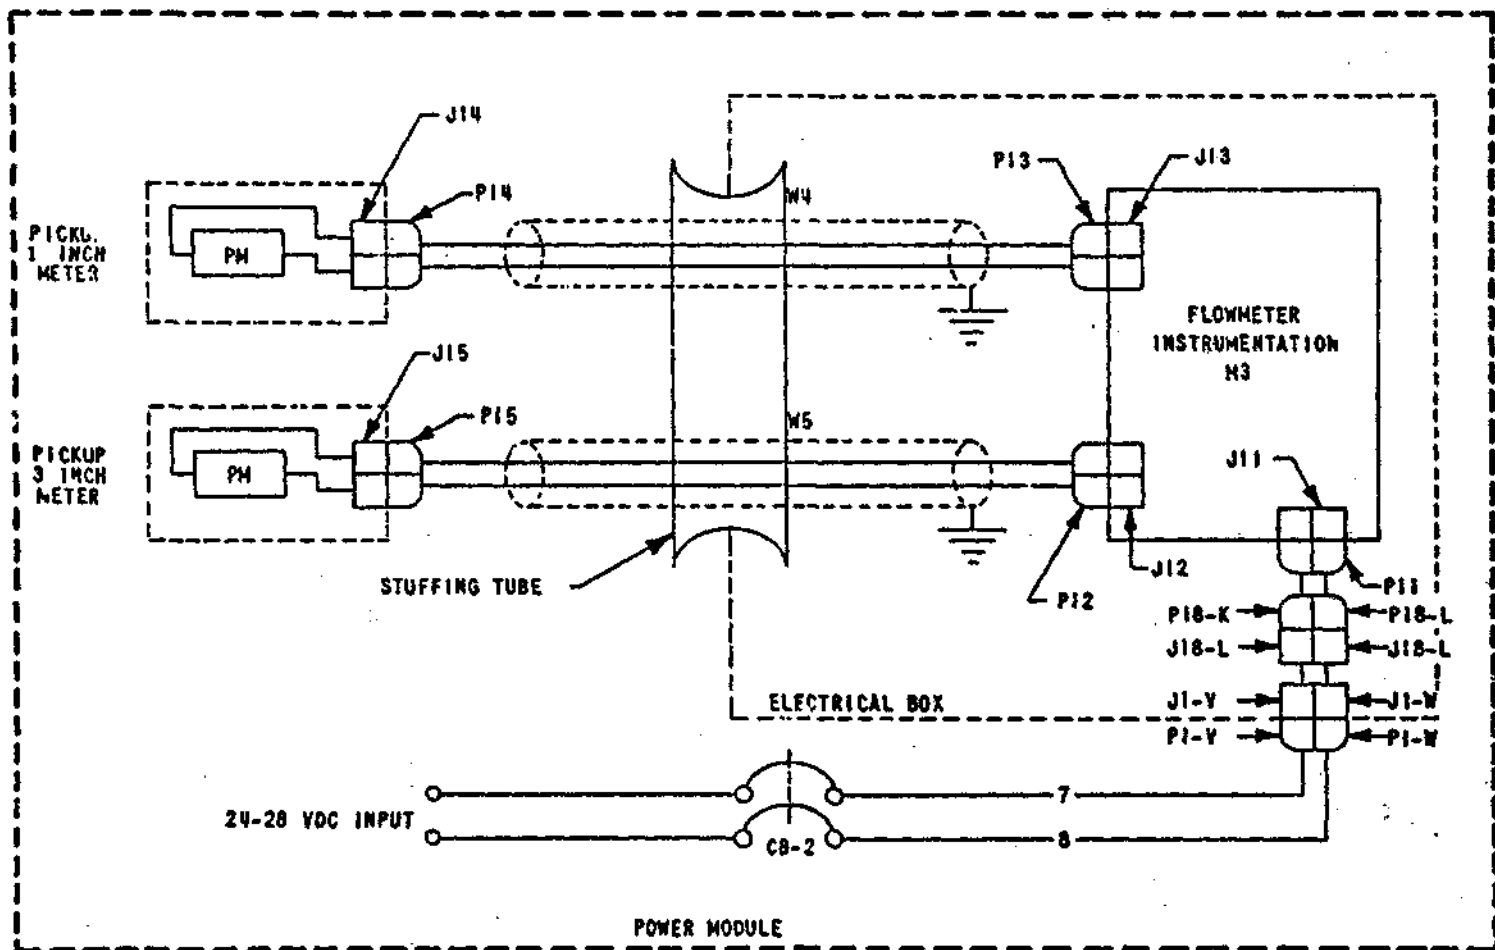 J14
P13
J13
P14
W4
PICKU.
1 INCH
METER
PM
FLOWMETER
INSTRUMENTATION
M3
J15
P15
W5
PICKUP
3 INCH
METER
PM
J11
STUFFING TUBE
J12
P12
P11
P18-K
P18-L
J18-L
J18-L
ELECTRICAL BOX
J1-V
J1-W
P1-V
P1-W
24-28 VDC INPUT
7
8
CB-2
POWER MODULE